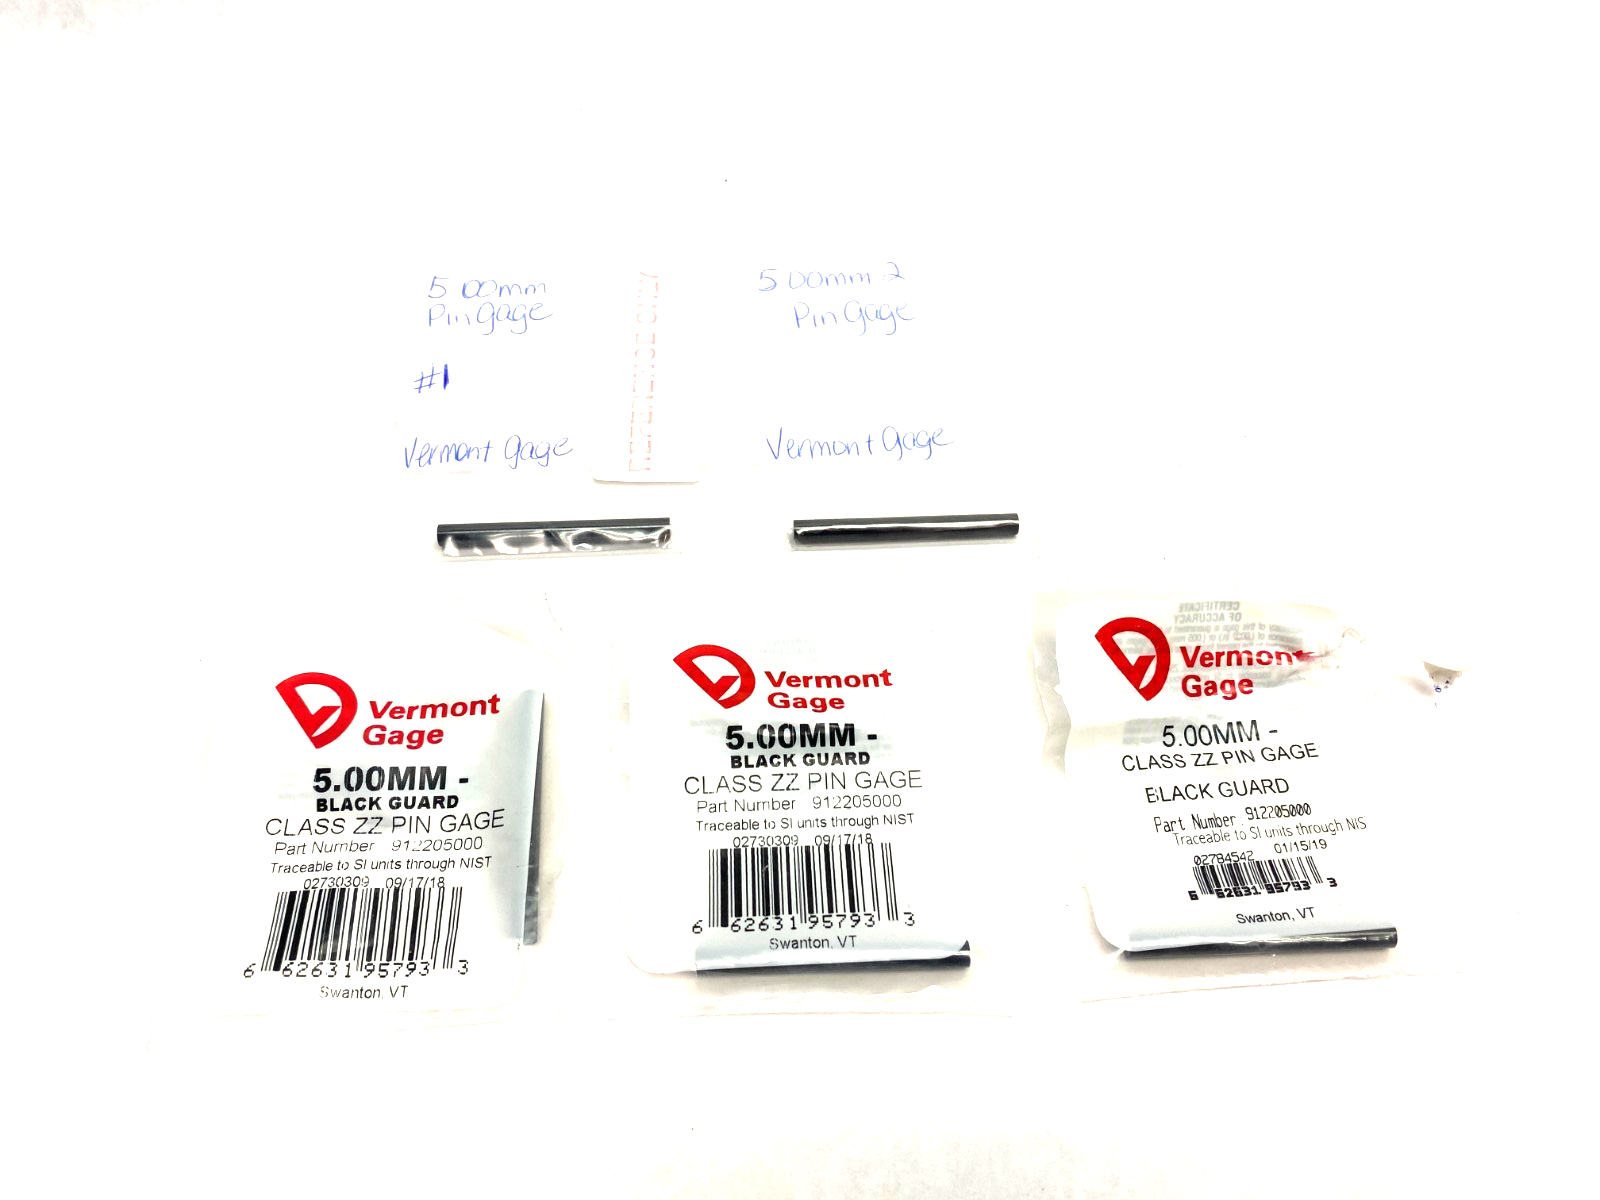 5.00mm
Pin Gage
#1
Vermont Gage
REFERENCE ONLY
5.00mm-2
Pin Gage
Vermont Gage
Vermont
Gage
5.00MM -
BLACK GUARD
CLASS ZZ PIN GAGE
Part Number 912205000
Traceable to SI units through NIST
02730309 09/17/18
6 62631 95793 3
Swanton, VT
Vermont
Gage
5.00MM -
BLACK GUARD
CLASS ZZ PIN GAGE
Part Number 912205000
Traceable to SI units through NIST
02730309 09/17/18
6 62631 95793 3
Swanton, VT
CERTIFICATE
OF ACCURACY
Vermont
Gage
5.00MM -
CLASS ZZ PIN GAGE
BLACK GUARD
Part Number 912205000
Traceable to SI units through NIS
02784542 01/15/19
6 62631 95793 3
Swanton, VT